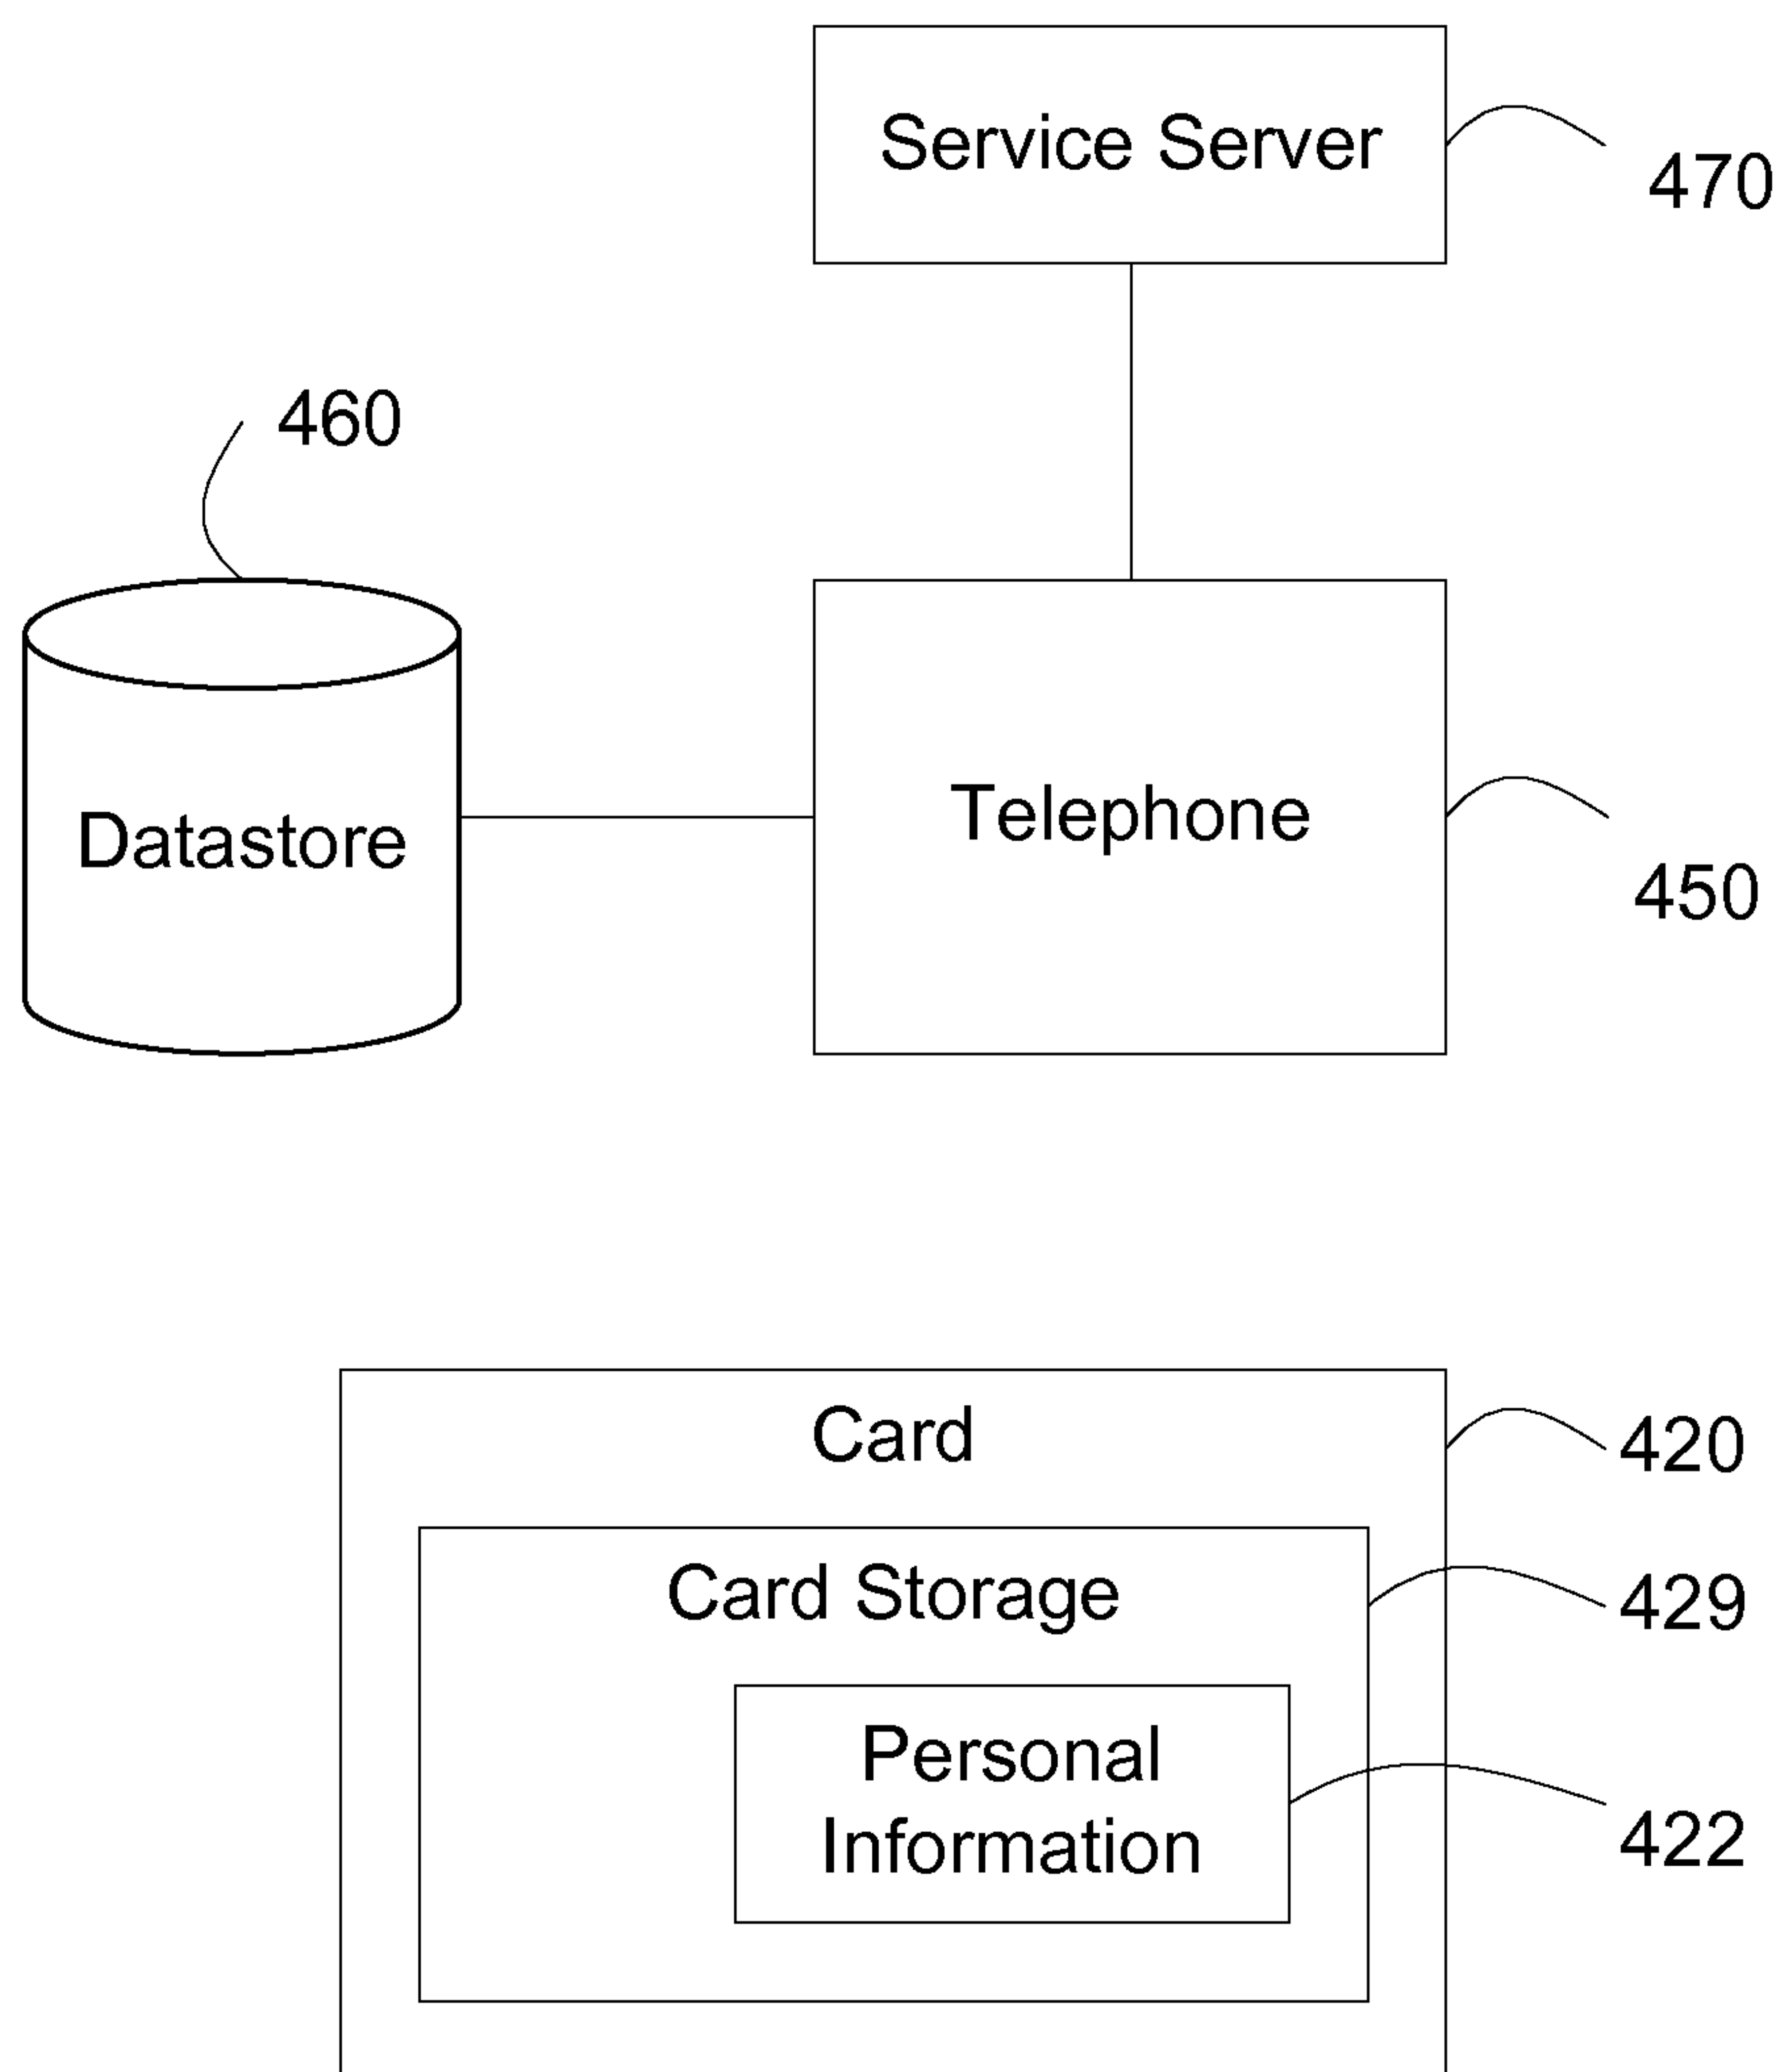 Service Server
470
460
Datastore
Telephone
450
Card
420
Card Storage
429
Personal
Information
422